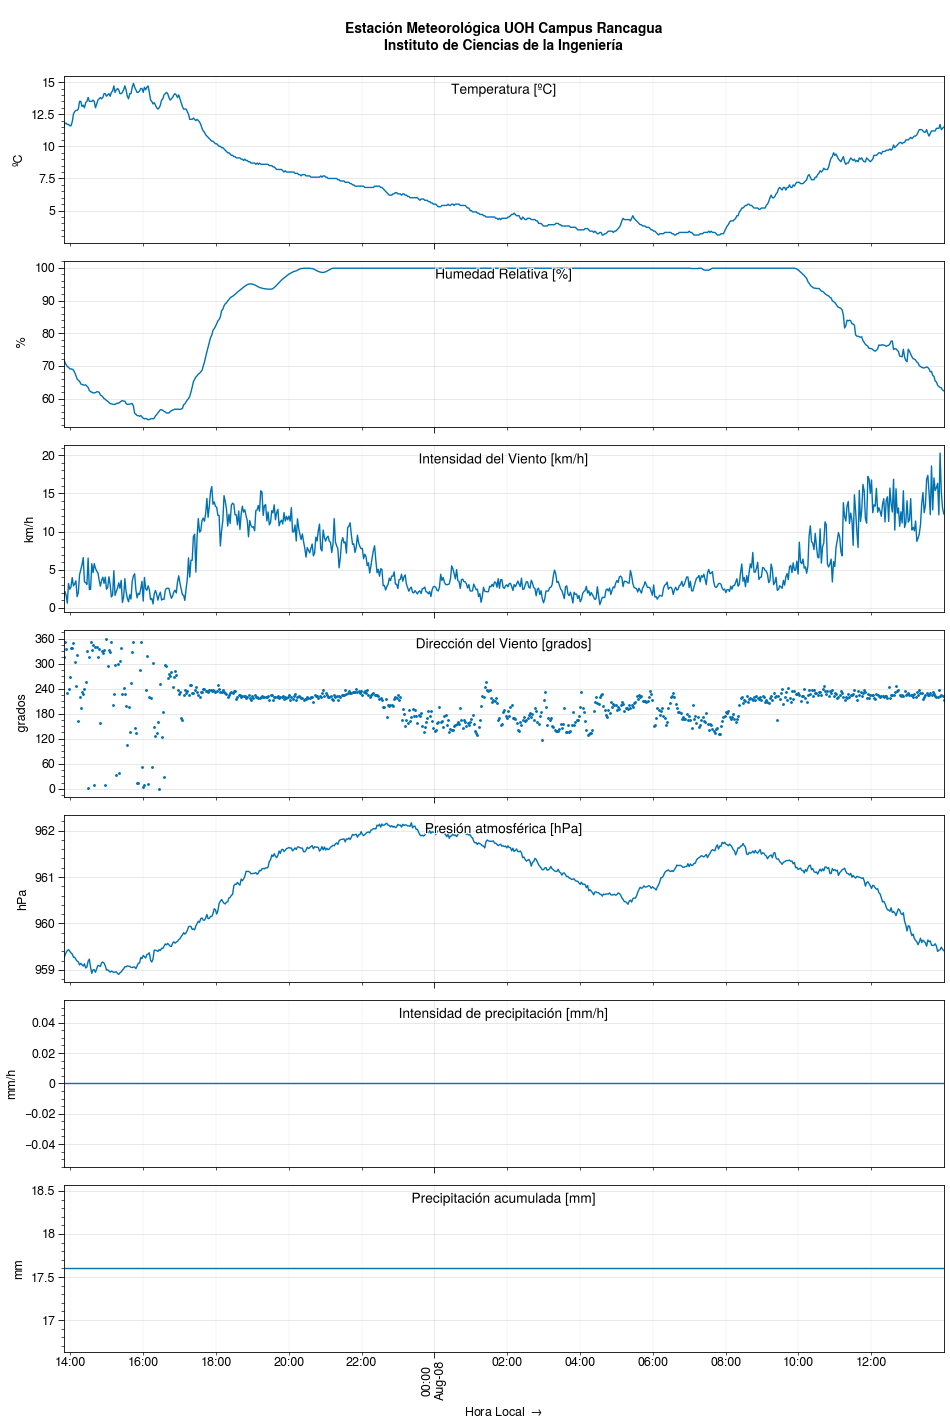 Estación Meteorológica UOH Campus Rancagua
Instituto de Ciencias de la Ingeniería
Temperatura [ºC]
ºC
15
12.5
10
7.5
5
Humedad Relativa [%]
%
100
90
80
70
60
Intensidad del Viento [km/h]
km/h
20
15
10
5
0
Dirección del Viento [grados]
grados
360
300
240
180
120
60
0
Presión atmosférica [hPa]
hPa
962
961
960
959
Intensidad de precipitación [mm/h]
mm/h
0.04
0.02
0
−0.02
−0.04
Precipitación acumulada [mm]
mm
18.5
18
17.5
17
14:00 16:00 18:00 20:00 22:00 00:00 02:00 04:00 06:00 08:00 10:00 12:00
Aug-08
Hora Local →